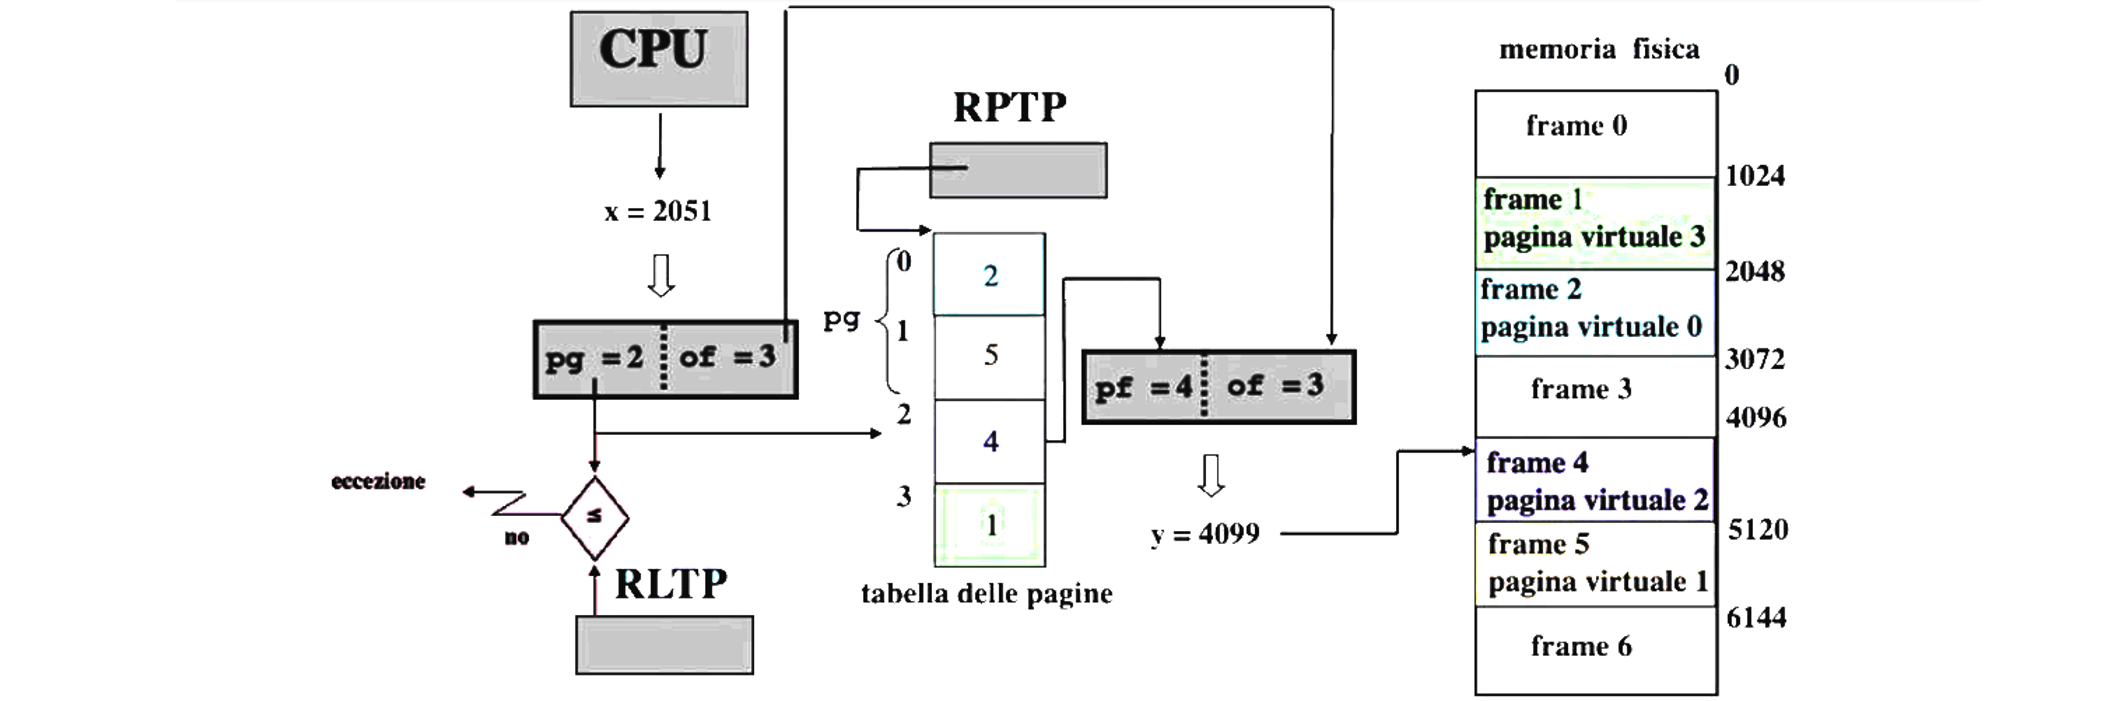 CPU
x = 2051
pg =2 of =3
eccezione
no
≤
RLTP
RPTP
pg
0
1
2
3
2
5
4
1
tabella delle pagine
pf =4 of =3
y = 4099
memoria fisica
0
frame 0
1024
frame 1
pagina virtuale 3
2048
frame 2
pagina virtuale 0
3072
frame 3
4096
frame 4
pagina virtuale 2
5120
frame 5
pagina virtuale 1
6144
frame 6